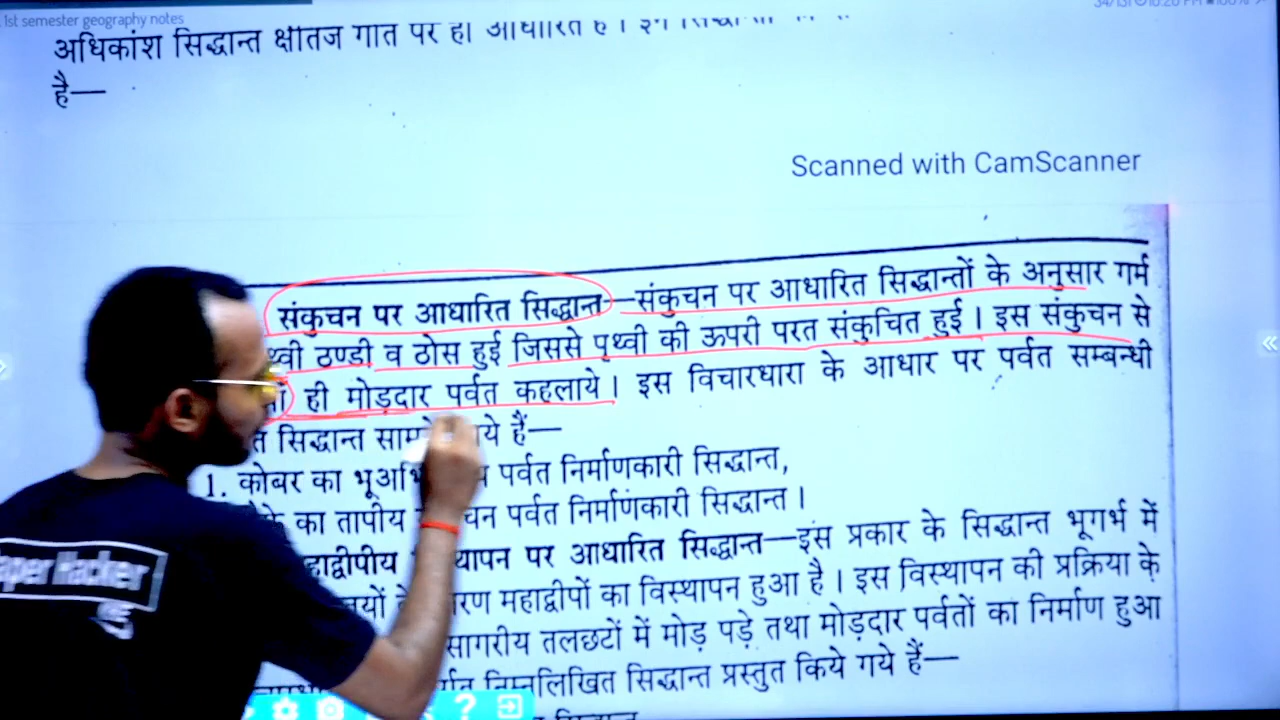 1st semester geography notes
अधिकांश सिद्धान्त क्षैतिज गति पर ही आधारित है।
है—
Scanned with CamScanner
संकुचन पर आधारित सिद्धान्त—संकुचन पर आधारित सिद्धान्तों के अनुसार गर्म
ठण्डी व ठोस हुई जिससे पृथ्वी की ऊपरी परत संकुचित हुई। इस संकुचन से
ही मोड़दार पर्वत कहलाये। इस विचारधारा के आधार पर पर्वत सम्बन्धी
सिद्धान्त हैं—
1. कोबर का पर्वत निर्माणकारी सिद्धान्त,
का तापीय पर्वत निर्माणकारी सिद्धान्त।
पर आधारित सिद्धान्त—इस प्रकार के सिद्धान्त भूगर्भ में
महाद्वीपों का विस्थापन हुआ है। इस विस्थापन की प्रक्रिया के
सागरीय तलछटों में मोड़ पड़े तथा मोड़दार पर्वतों का निर्माण हुआ
निम्नलिखित सिद्धान्त प्रस्तुत किये गये हैं—
Hacker